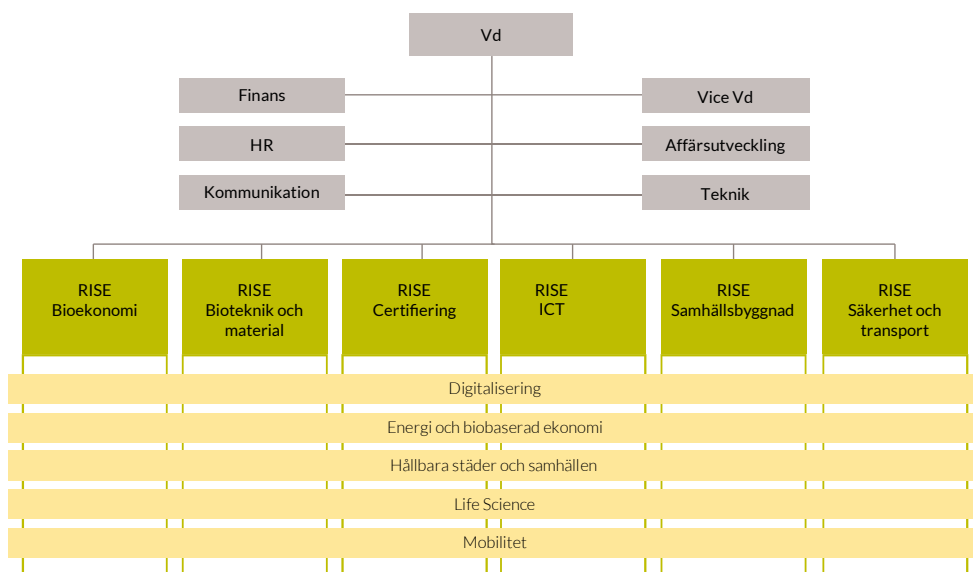 Vd
Finans
Vice Vd
HR
Affärsutveckling
Kommunikation
Teknik
RISE
Bioekonomi
RISE
Bioteknik och
material
RISE
Certifiering
RISE
ICT
RISE
Samhällsbyggnad
RISE
Säkerhet och
transport
Digitalisering
Energi och biobaserad ekonomi
Hållbara städer och samhällen
Life Science
Mobilitet